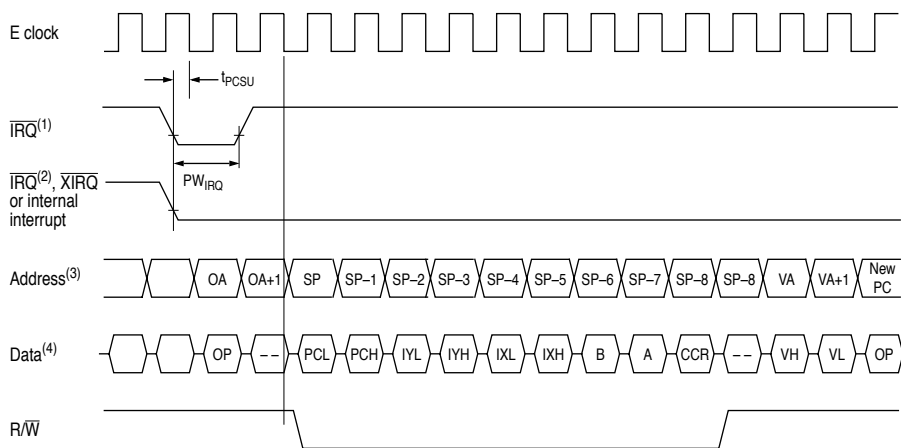 E clock
tPCSU
IRQ(1)
PWIRQ
IRQ(2), XIRQ
or internal
interrupt
Address(3) OA OA+1 SP SP–1 SP–2 SP–3 SP–4 SP–5 SP–6 SP–7 SP–8 SP–8 VA VA+1 New PC
Data(4) OP –– PCL PCH IYL IYH IXL IXH B A CCR –– VH VL OP
R/W